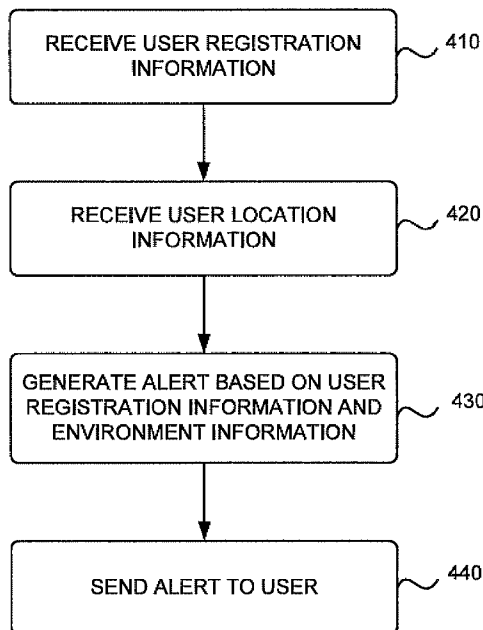 RECEIVE USER REGISTRATION
INFORMATION
410
RECEIVE USER LOCATION
INFORMATION
420
GENERATE ALERT BASED ON USER
REGISTRATION INFORMATION AND
ENVIRONMENT INFORMATION
430
SEND ALERT TO USER
440